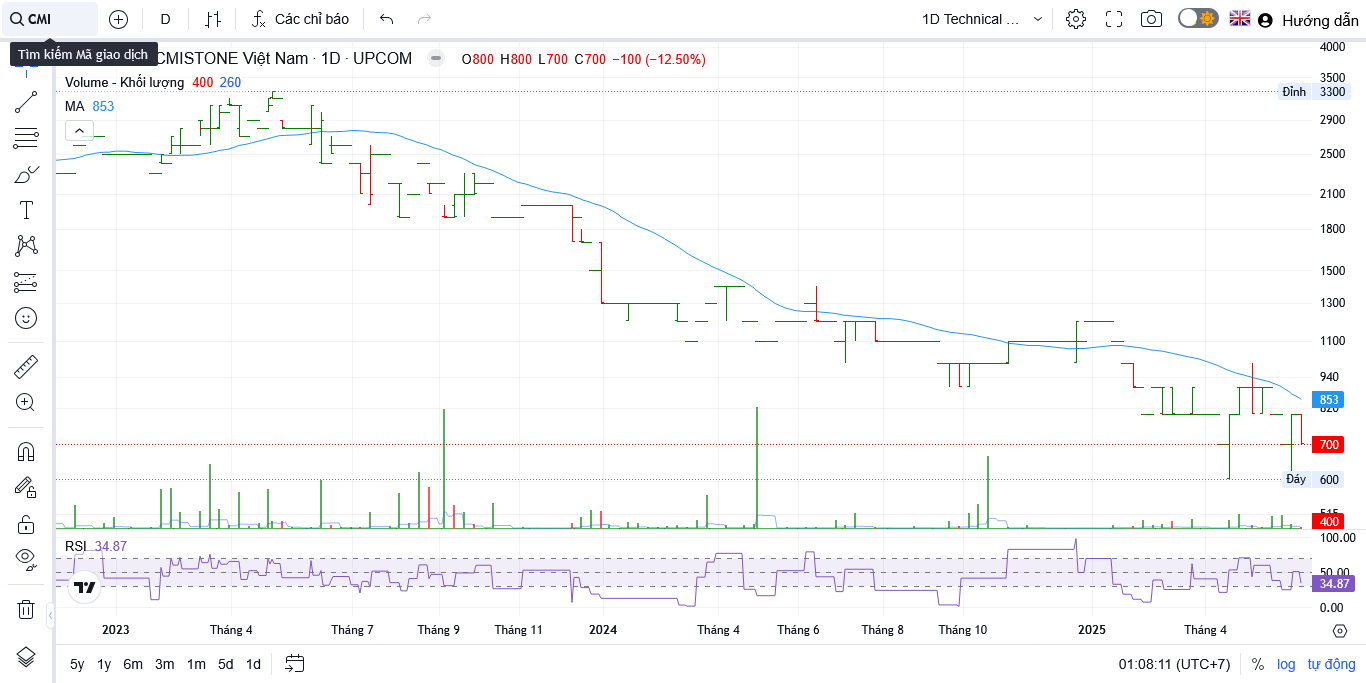 CMI
D
Các chỉ báo
1D Technical ...
Hướng dẫn
Tìm kiếm Mã giao dịch
CMISTONE Việt Nam · 1D · UPCOM
O800 H800 L700 C700 −100 (−12.50%)
Volume - Khối lượng 400 260
MA 853
4000
3500
Đỉnh 3300
2900
2500
2100
1800
1500
1300
1100
940
853
820
700
Đáy 600
515
400
RSI 34.87
100.00
50.00
34.87
0.00
2023 Tháng 4 Tháng 7 Tháng 9 Tháng 11 2024 Tháng 4 Tháng 6 Tháng 8 Tháng 10 2025 Tháng 4
5y 1y 6m 3m 1m 5d 1d
01:08:11 (UTC+7) % log tự động